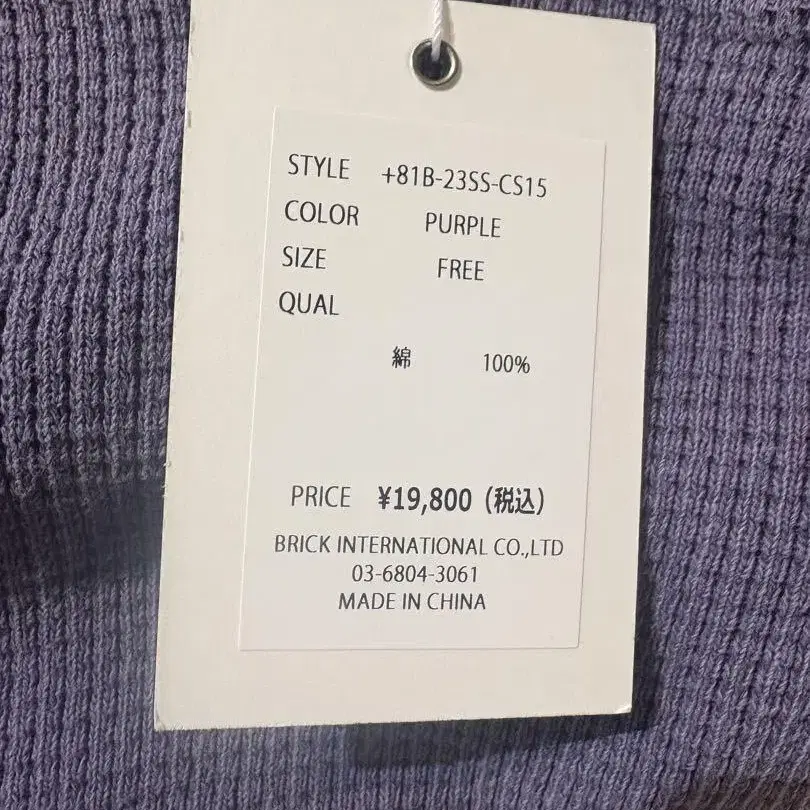 STYLE +81B-23SS-CS15
COLOR PURPLE
SIZE FREE
QUAL
綿 100%
PRICE ¥19,800 (税込)
BRICK INTERNATIONAL CO.,LTD
03-6804-3061
MADE IN CHINA